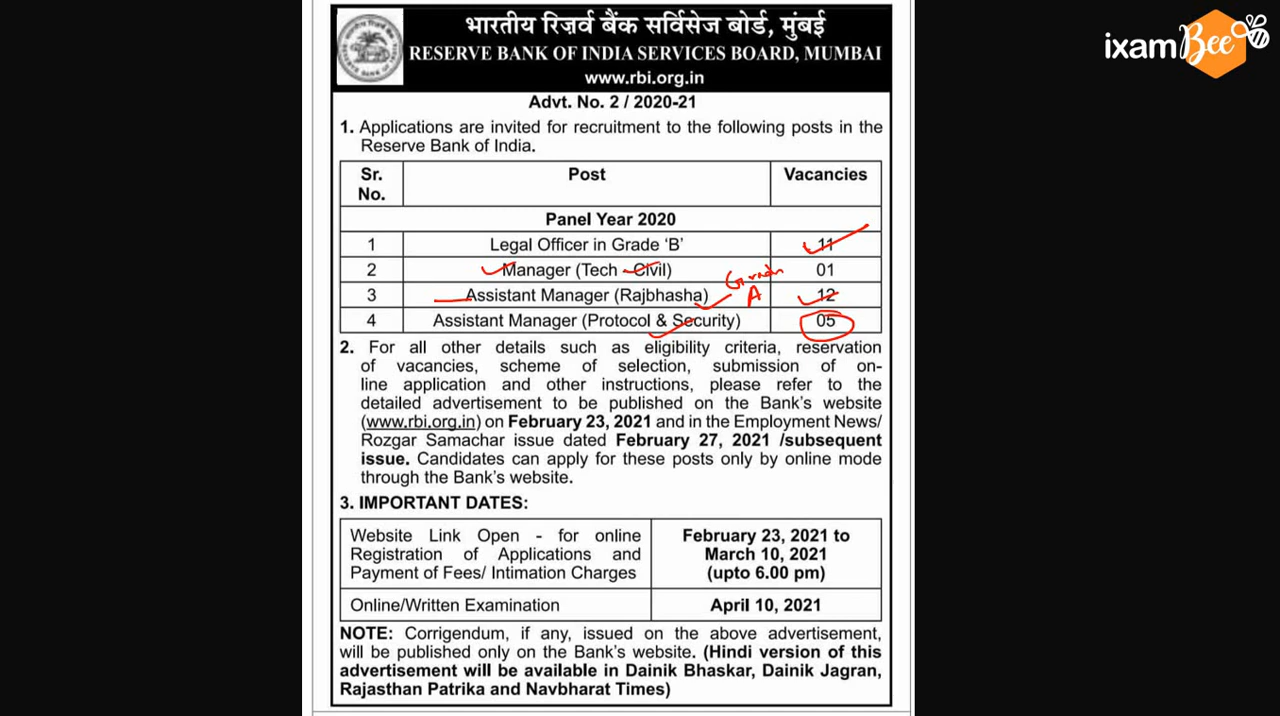 भारतीय रिज़र्व बैंक सर्विसेज बोर्ड, मुंबई
RESERVE BANK OF INDIA SERVICES BOARD, MUMBAI
www.rbi.org.in
ixamBee
Advt. No. 2 / 2020-21
1. Applications are invited for recruitment to the following posts in the
Reserve Bank of India.
Sr. No. Post Vacancies
Panel Year 2020
1 Legal Officer in Grade ‘B’ 11
2 Manager (Tech - Civil) 01
Grade A
3 Assistant Manager (Rajbhasha) 12
4 Assistant Manager (Protocol & Security) 05
2. For all other details such as eligibility criteria, reservation
of vacancies, scheme of selection, submission of on-
line application and other instructions, please refer to the
detailed advertisement to be published on the Bank’s website
(www.rbi.org.in) on February 23, 2021 and in the Employment News/
Rozgar Samachar issue dated February 27, 2021 /subsequent
issue. Candidates can apply for these posts only by online mode
through the Bank’s website.
3. IMPORTANT DATES:
Website Link Open - for online
Registration of Applications and
Payment of Fees/ Intimation Charges
February 23, 2021 to
March 10, 2021
(upto 6.00 pm)
Online/Written Examination April 10, 2021
NOTE: Corrigendum, if any, issued on the above advertisement,
will be published only on the Bank’s website. (Hindi version of this
advertisement will be available in Dainik Bhaskar, Dainik Jagran,
Rajasthan Patrika and Navbharat Times)